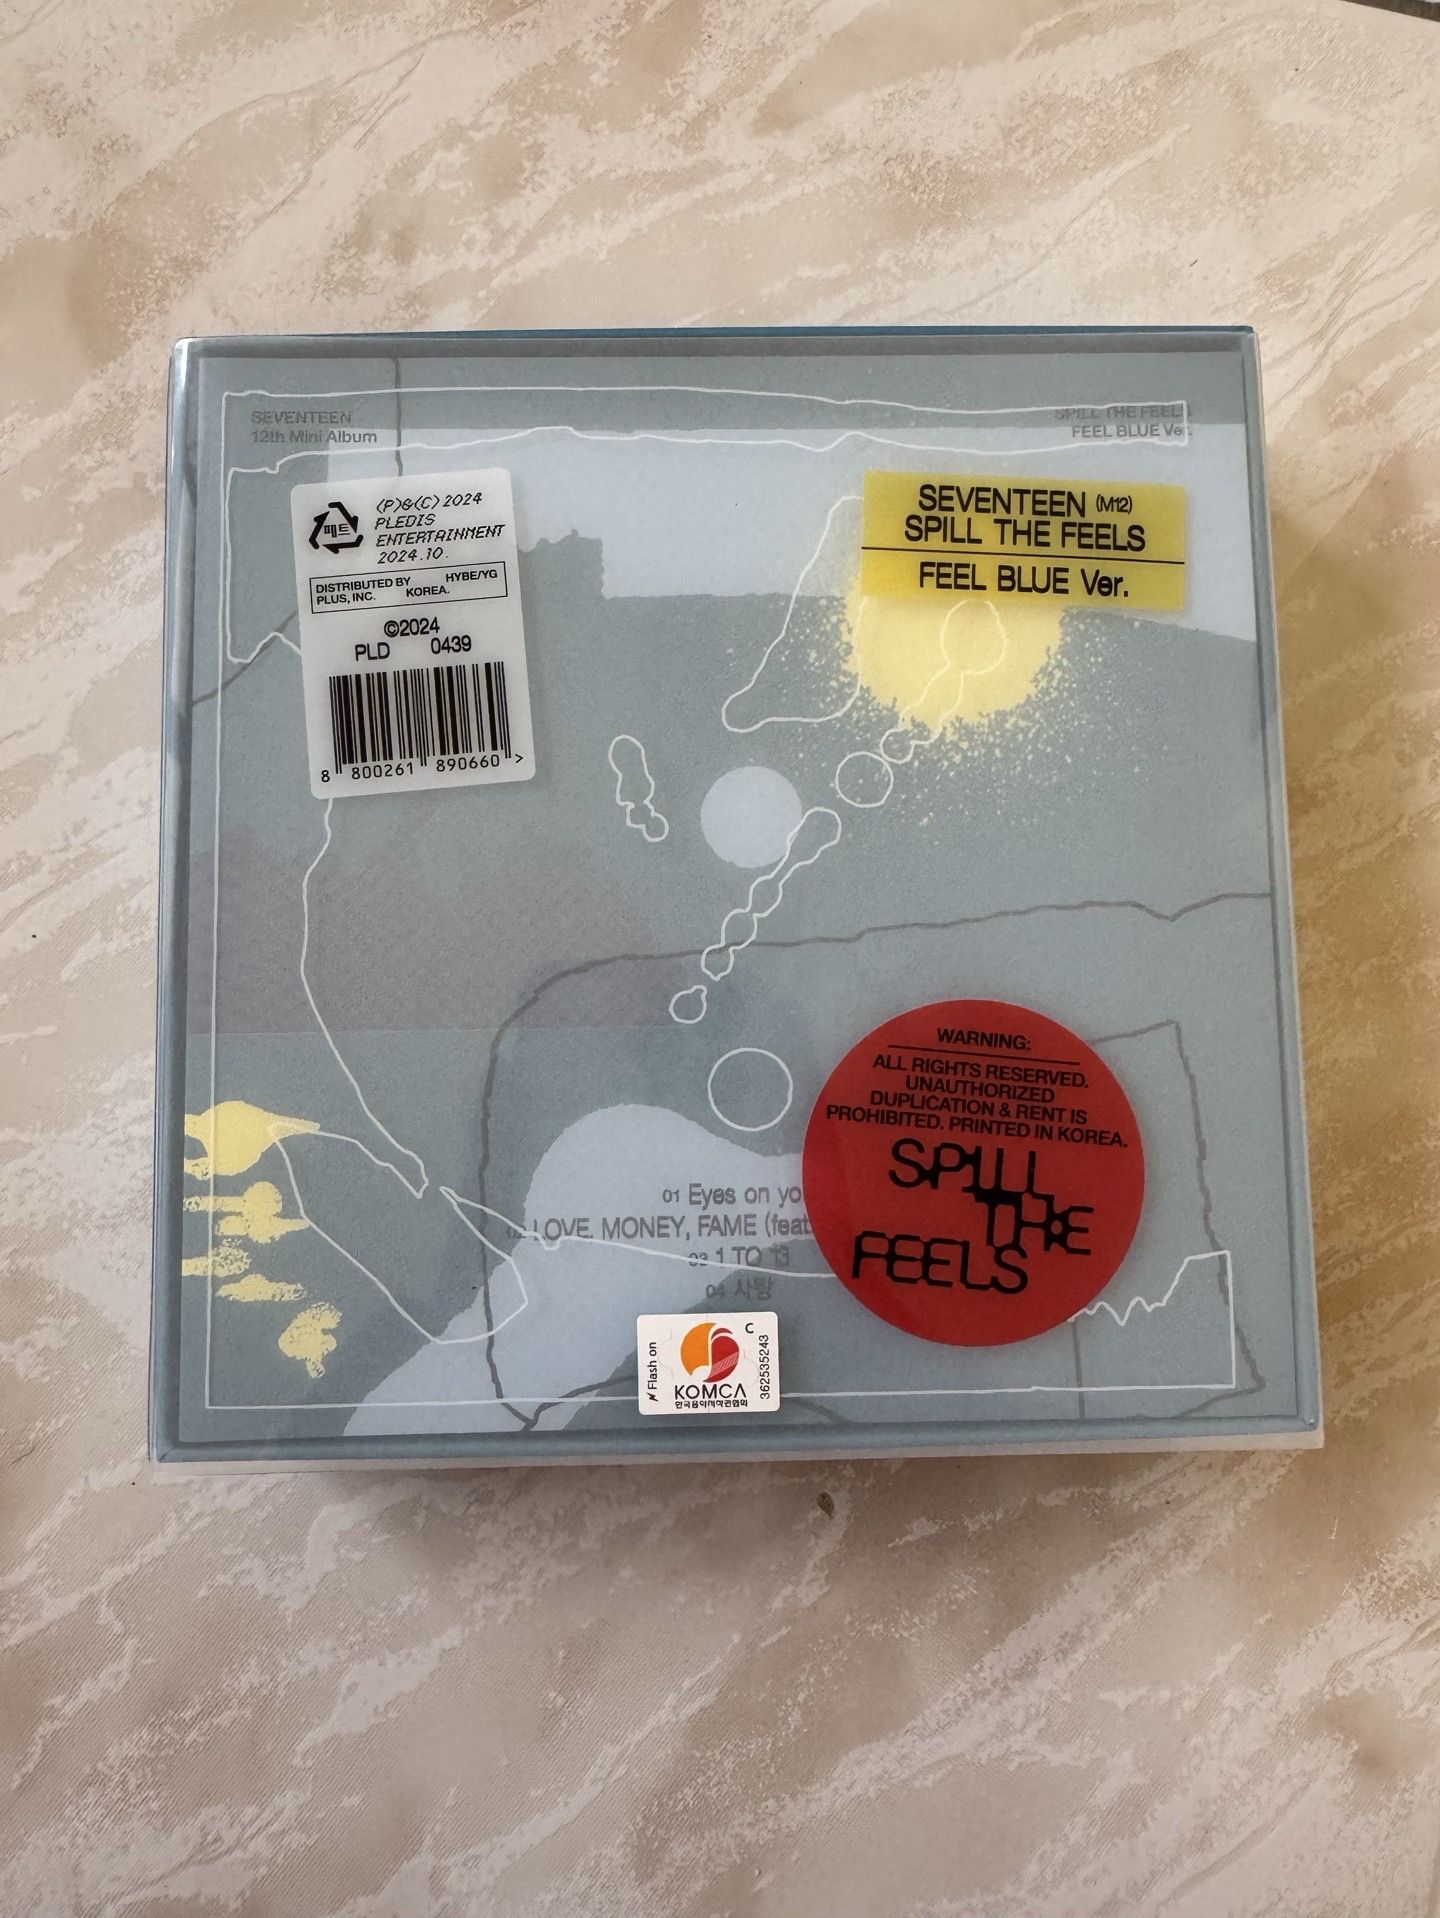 SEVENTEEN
12th Mini Album
SPILL THE FEELS
FEEL BLUE Ver.
페트
(P)&(C) 2024
PLEDIS
ENTERTAINMENT
2024.10.
DISTRIBUTED BY HYBE/YG
PLUS, INC. KOREA.
©2024
PLD 0439
8 800261 890660 >
SEVENTEEN (M12)
SPILL THE FEELS
FEEL BLUE Ver.
WARNING:
ALL RIGHTS RESERVED.
UNAUTHORIZED
DUPLICATION & RENT IS
PROHIBITED. PRINTED IN KOREA.
SPILL
THE
FEELS
01 Eyes on yo
02 LOVE, MONEY, FAME (feat
03 1 TO 13
04 사탕
Flash on
C
KOMCA
한국음악저작권협회
362535243